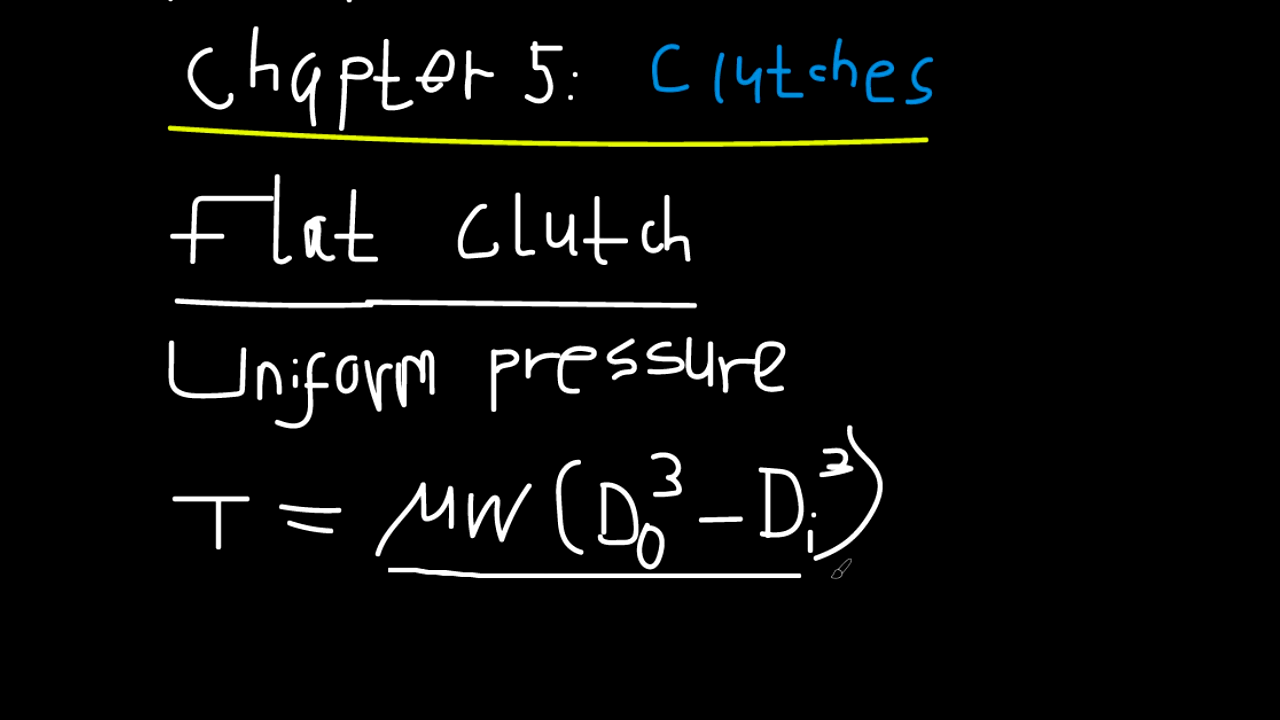 Chapter 5: Clutches
Flat Clutch
Uniform pressure
T = μW(D₀³ - Dᵢ³)